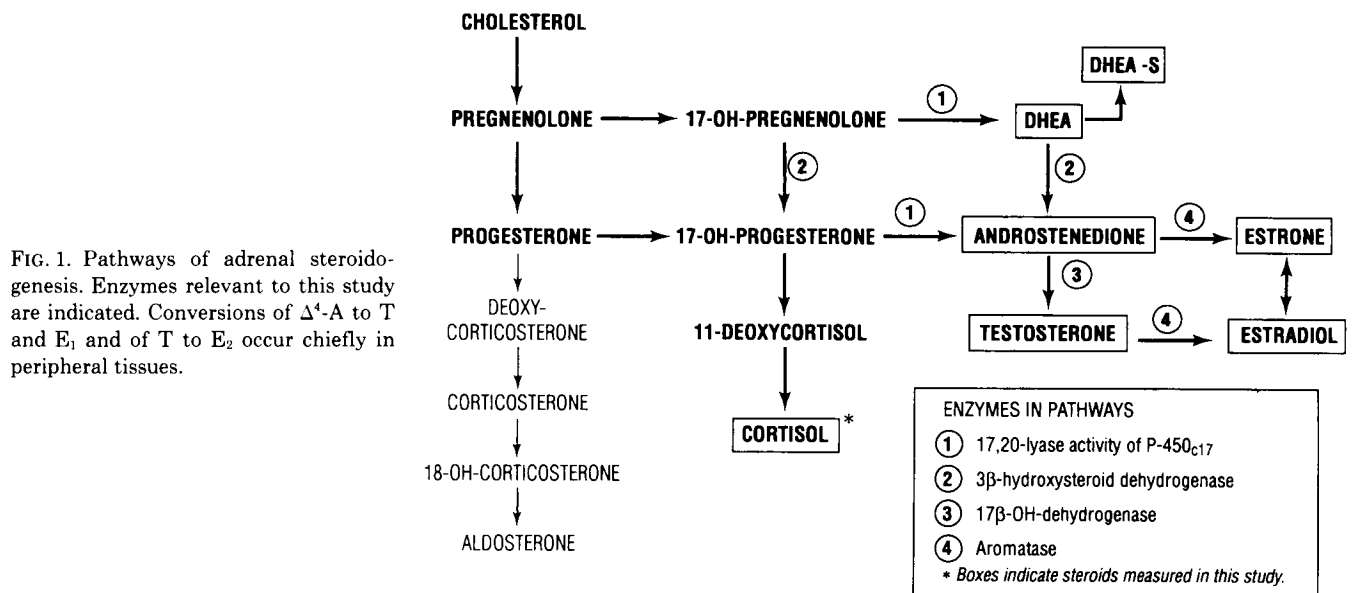 CHOLESTEROL
DHEA -S
①
PREGNENOLONE
17-OH-PREGNENOLONE
DHEA
②
②
①
④
PROGESTERONE
17-OH-PROGESTERONE
ANDROSTENEDIONE
ESTRONE
③
DEOXY-
CORTICOSTERONE
11-DEOXYCORTISOL
④
TESTOSTERONE
ESTRADIOL
CORTICOSTERONE
CORTISOL *
18-OH-CORTICOSTERONE
ALDOSTERONE
FIG. 1. Pathways of adrenal steroido-
genesis. Enzymes relevant to this study
are indicated. Conversions of Δ⁴-A to T
and E₁ and of T to E₂ occur chiefly in
peripheral tissues.
ENZYMES IN PATHWAYS
① 17,20-lyase activity of P-450c17
② 3β-hydroxysteroid dehydrogenase
③ 17β-OH-dehydrogenase
④ Aromatase
* Boxes indicate steroids measured in this study.